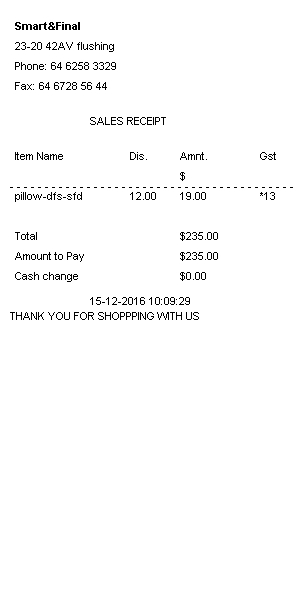 Smart&Final
23-20 42AV flushing
Phone: 64 6258 3329
Fax: 64 6728 56 44
SALES RECEIPT
Item Name Dis. Amnt. Gst
$
pillow-dfs-sfd 12.00 19.00 *13
Total $235.00
Amount to Pay $235.00
Cash change $0.00
15-12-2016 10:09:29
THANK YOU FOR SHOPPPING WITH US